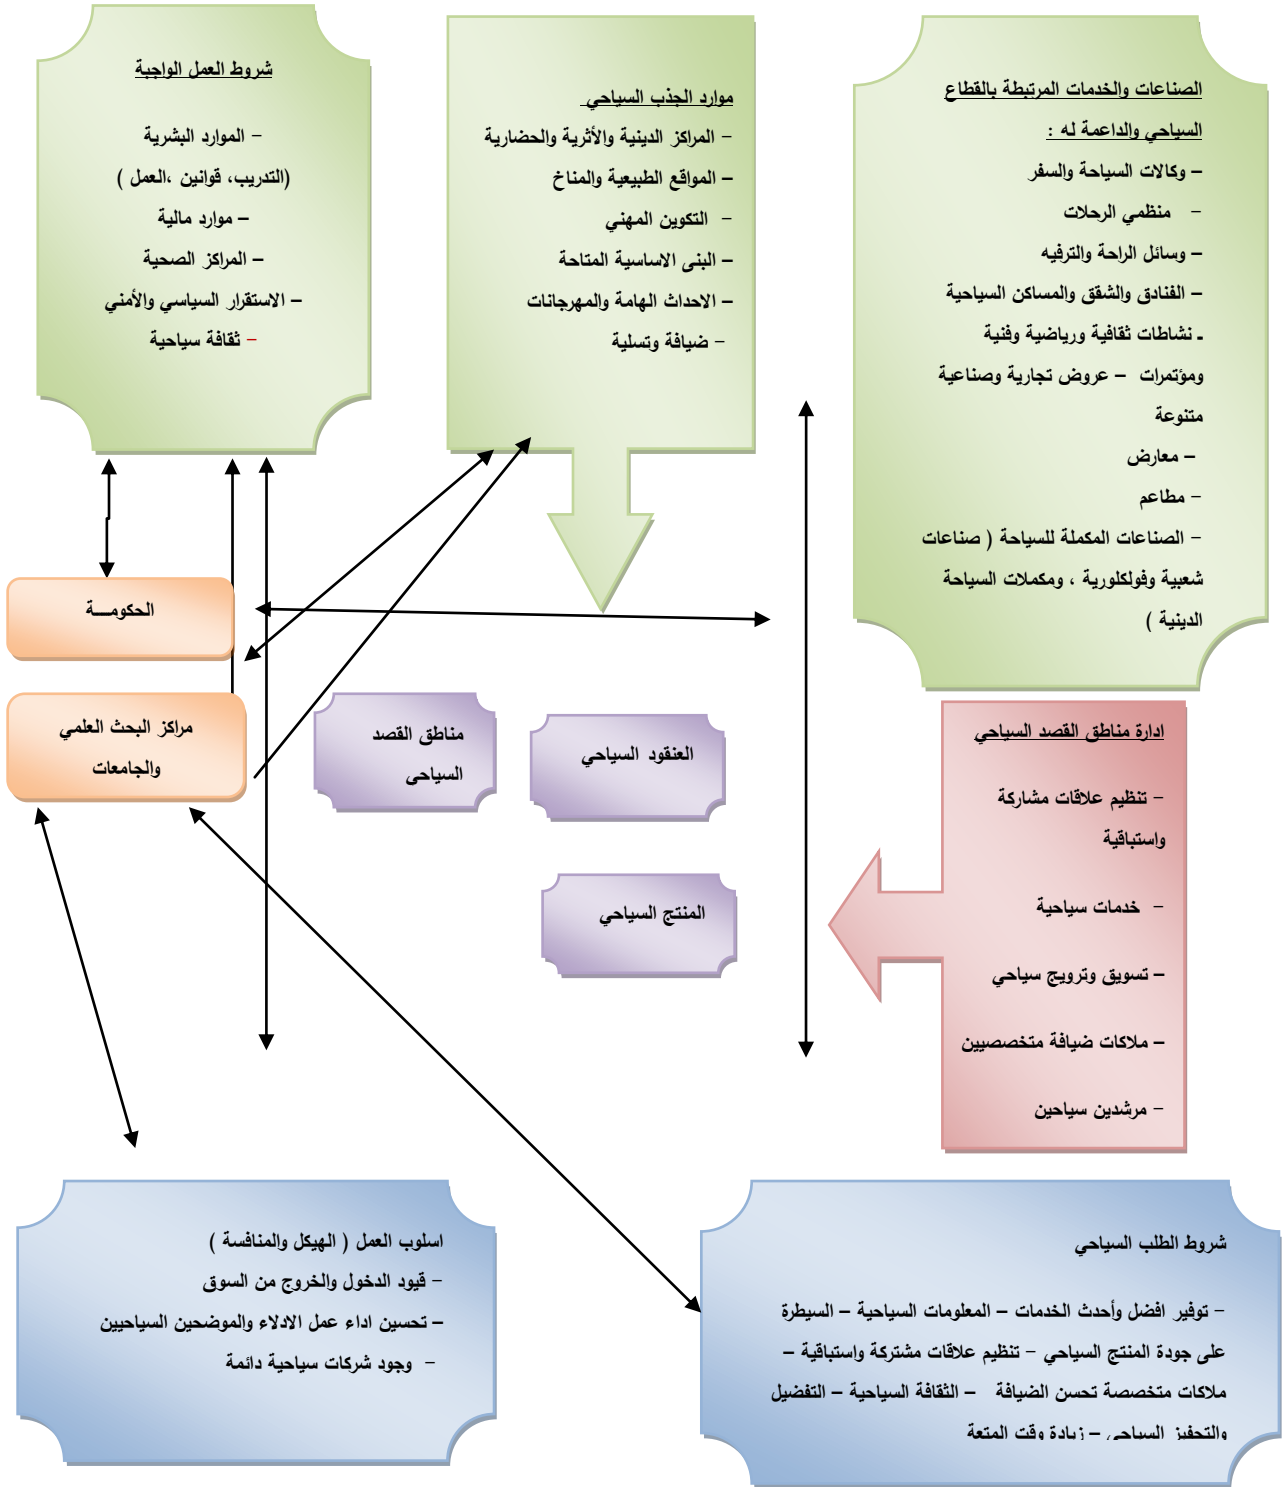 شروط العمل الواجبة
- الموارد البشرية
(التدريب، قوانين ،العمل )
– موارد مالية
– المراكز الصحية
– الاستقرار السياسي والأمني
- ثقافة سياحية
موارد الجذب السياحي
- المراكز الدينية والأثرية والحضارية
– المواقع الطبيعية والمناخ
- التكوين المهني
– البنى الاساسية المتاحة
– الاحداث الهامة والمهرجانات
- ضيافة وتسلية
الصناعات والخدمات المرتبطة بالقطاع
السياحي والداعمة له :
– وكالات السياحة والسفر
- منظمي الرحلات
– وسائل الراحة والترفيه
– الفنادق والشقق والمساكن السياحية
ـ نشاطات ثقافية ورياضية وفنية
ومؤتمرات – عروض تجارية وصناعية
متنوعة
– معارض
- مطاعم
- الصناعات المكملة للسياحة ( صناعات
شعبية وفولكلورية ، ومكملات السياحة
الدينية )
الحكومـــة
مراكز البحث العلمي
والجامعات
مناطق القصد
السياحي
العنقود السياحي
المنتج السياحي
ادارة مناطق القصد السياحي
- تنظيم علاقات مشاركة
واستباقية
- خدمات سياحية
– تسويق وترويج سياحي
– ملاكات ضيافة متخصصيين
- مرشدين سياحين
اسلوب العمل ( الهيكل والمنافسة )
- قيود الدخول والخروج من السوق
– تحسين اداء عمل الادلاء والموضحين السياحيين
- وجود شركات سياحية دائمة
شروط الطلب السياحي
- توفير افضل وأحدث الخدمات – المعلومات السياحية – السيطرة
على جودة المنتج السياحي - تنظيم علاقات مشتركة واستباقية –
ملاكات متخصصة تحسن الضيافة – الثقافة السياحية – التفضيل
والتحفيز السياحي – زيادة وقت المتعة